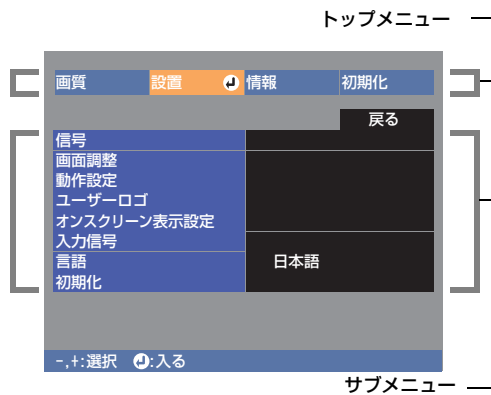 トップメニュー
画質 設置 情報 初期化
戻る
信号
画面調整
動作設定
ユーザーロゴ
オンスクリーン表示設定
入力信号
言語 日本語
初期化
-,+:選択 :入る
サブメニュー